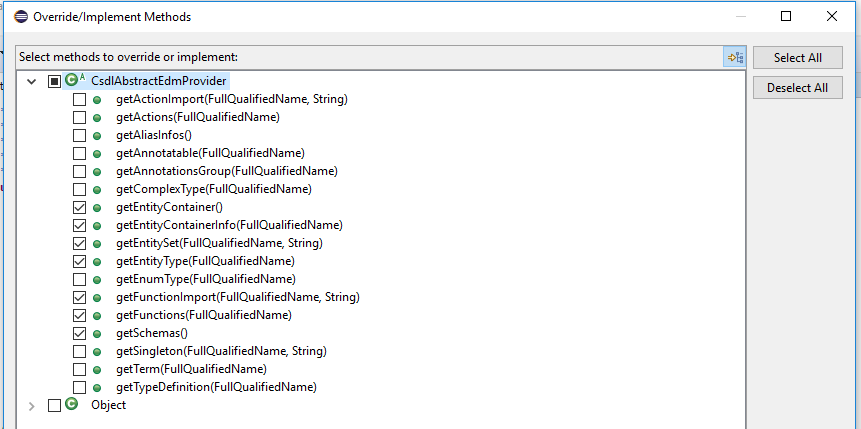 Override/Implement Methods
Select methods to override or implement:
Select All
Deselect All
CsdlAbstractEdmProvider
getActionImport(FullQualifiedName, String)
getActions(FullQualifiedName)
getAliasInfos()
getAnnotatable(FullQualifiedName)
getAnnotationsGroup(FullQualifiedName)
getComplexType(FullQualifiedName)
getEntityContainer()
getEntityContainerInfo(FullQualifiedName)
getEntitySet(FullQualifiedName, String)
getEntityType(FullQualifiedName)
getEnumType(FullQualifiedName)
getFunctionImport(FullQualifiedName, String)
getFunctions(FullQualifiedName)
getSchemas()
getSingleton(FullQualifiedName, String)
getTerm(FullQualifiedName)
getTypeDefinition(FullQualifiedName)
Object